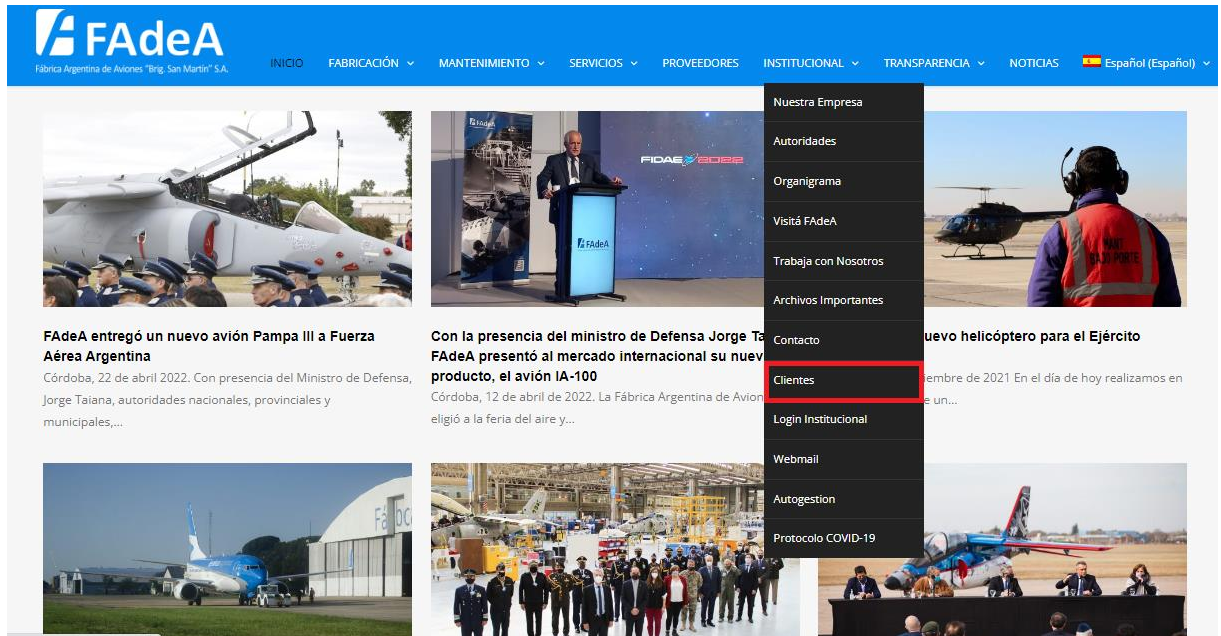 FAdeA
Fábrica Argentina de Aviones "Brig. San Martín" S.A.
INICIO
FABRICACIÓN
MANTENIMIENTO
SERVICIOS
PROVEEDORES
INSTITUCIONAL
TRANSPARENCIA
NOTICIAS
Español (Español)
Nuestra Empresa
Autoridades
Organigrama
Visitá FAdeA
Trabaja con Nosotros
Archivos Importantes
Contacto
Clientes
Login Institucional
Webmail
Autogestion
Protocolo COVID-19
FAdeA
FIDAE 2022
FAdeA
MANT
BAJO PORTE
FAdeA entregó un nuevo avión Pampa III a Fuerza
Aérea Argentina
Córdoba, 22 de abril 2022. Con presencia del Ministro de Defensa,
Jorge Taiana, autoridades nacionales, provinciales y
municipales,...
Con la presencia del ministro de Defensa Jorge Ta
FAdeA presentó al mercado internacional su nuev
producto, el avión IA-100
Córdoba, 12 de abril de 2022. La Fábrica Argentina de Avion
eligió a la feria del aire y...
uevo helicóptero para el Ejército
iembre de 2021 En el día de hoy realizamos en
e un...